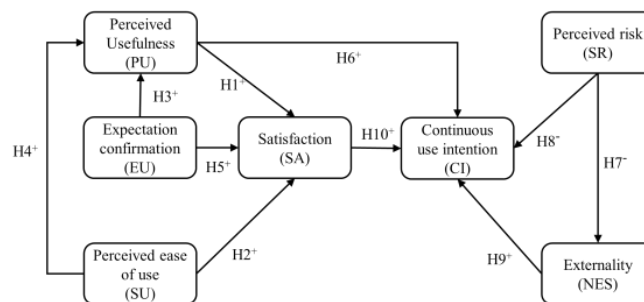 Perceived
Usefulness
(PU)
H6⁺
Perceived risk
(SR)
H3⁺
H1⁺
H4⁺
Expectation
confirmation
(EU)
H5⁺
Satisfaction
(SA)
H10⁺
Continuous
use intention
(CI)
H8⁻
H7⁻
Perceived ease
of use
(SU)
H2⁺
H9⁺
Externality
(NES)